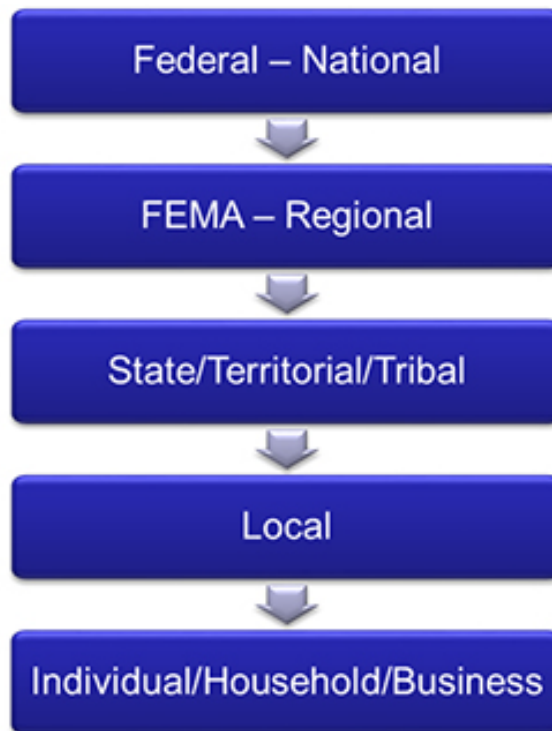 Federal – National
FEMA – Regional
State/Territorial/Tribal
Local
Individual/Household/Business